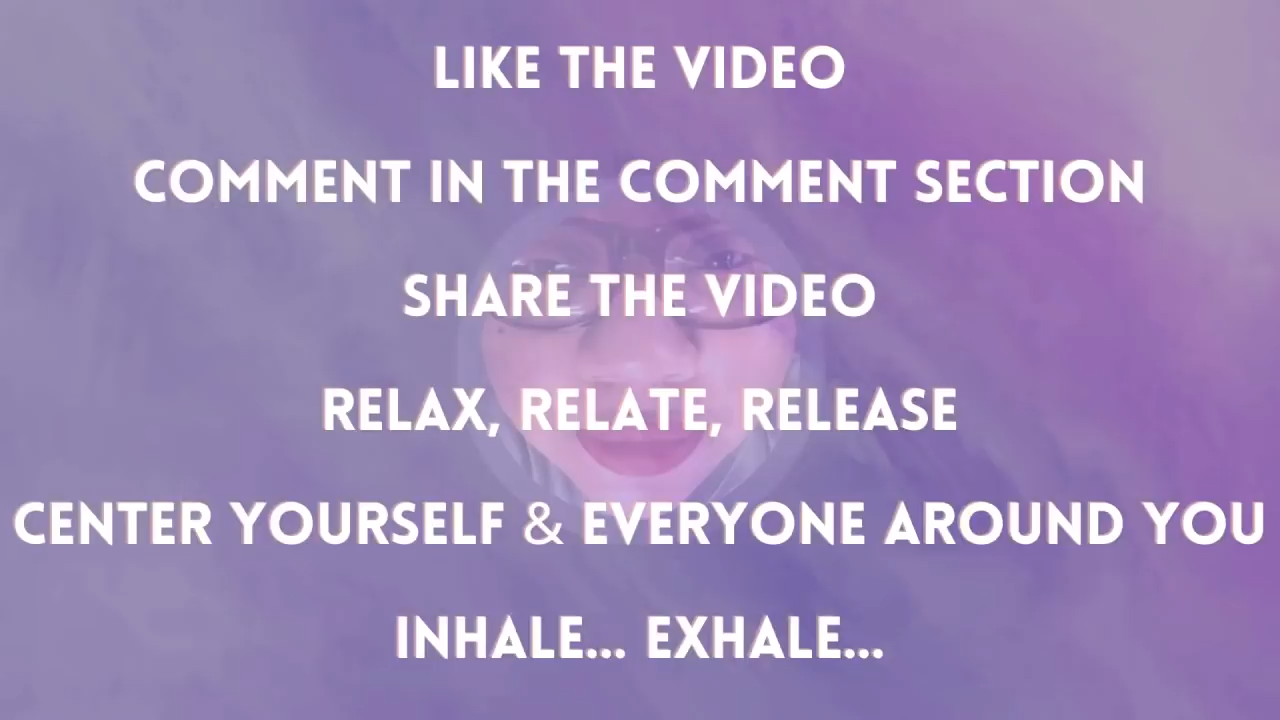 LIKE THE VIDEO
COMMENT IN THE COMMENT SECTION
SHARE THE VIDEO
RELAX, RELATE, RELEASE
CENTER YOURSELF & EVERYONE AROUND YOU
INHALE... EXHALE...